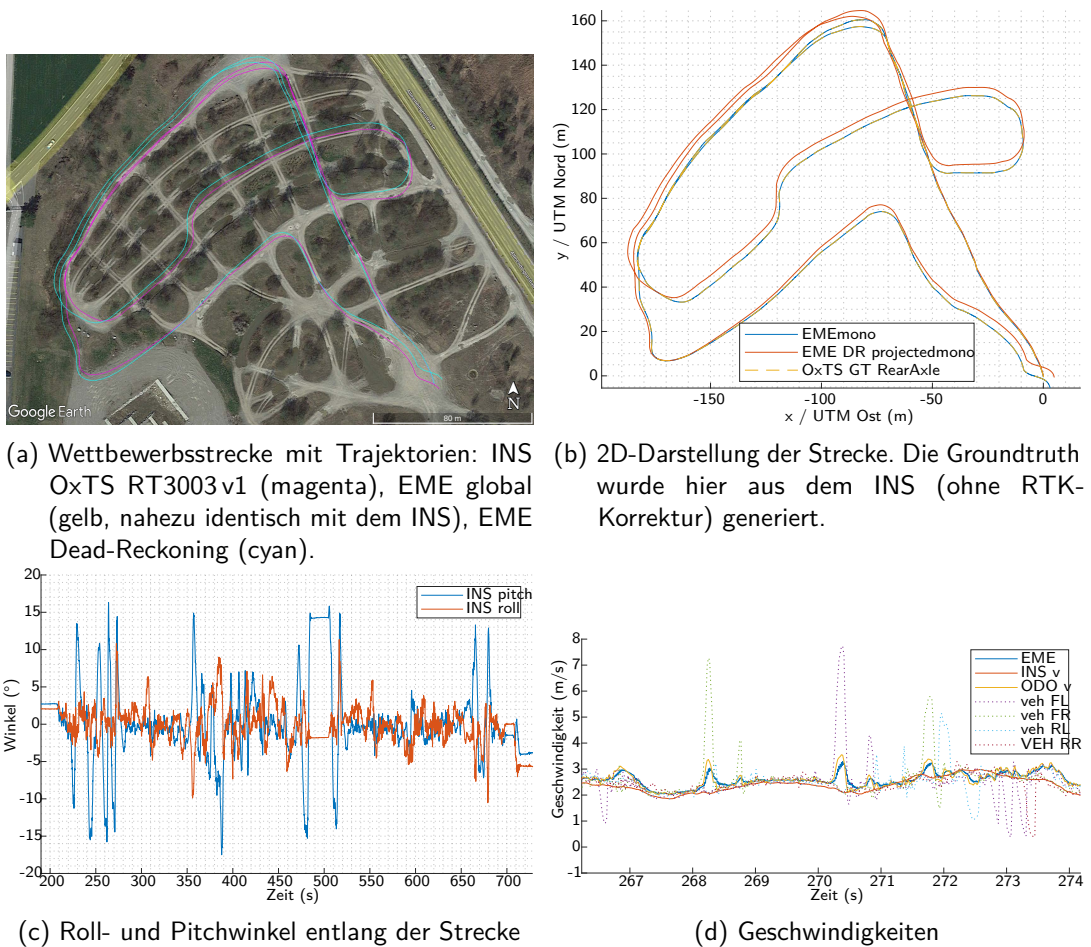 Google Earth
80 m
N
160
140
120
100
80
60
40
20
0
y / UTM Nord (m)
-150
-100
-50
0
x / UTM Ost (m)
EMEmono
EME DR projectedmono
OxTS GT RearAxle
(a) Wettbewerbsstrecke mit Trajektorien: INS
OxTS RT3003 v1 (magenta), EME global
(gelb, nahezu identisch mit dem INS), EME
Dead-Reckoning (cyan).
(b) 2D-Darstellung der Strecke. Die Groundtruth
wurde hier aus dem INS (ohne RTK-
Korrektur) generiert.
20
15
10
5
0
-5
-10
-15
-20
Winkel (°)
200 250 300 350 400 450 500 550 600 650 700
Zeit (s)
INS pitch
INS roll
8
7
6
5
4
3
2
1
0
-1
Geschwindigkeit (m/s)
267 268 269 270 271 272 273 274
Zeit (s)
EME
INS v
ODO v
veh FL
veh FR
veh RL
VEH RR
(c) Roll- und Pitchwinkel entlang der Strecke
(d) Geschwindigkeiten